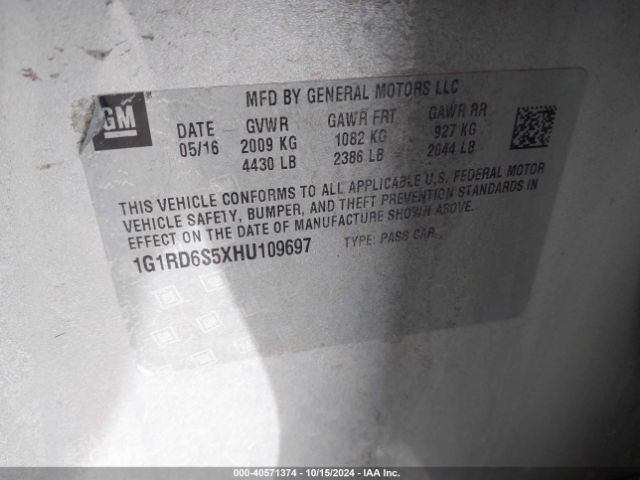 GM
MFD BY GENERAL MOTORS LLC
DATE GVWR GAWR FRT GAWR RR
05/16 2009 KG 1082 KG 927 KG
4430 LB 2386 LB 2044 LB
THIS VEHICLE CONFORMS TO ALL APPLICABLE U.S. FEDERAL MOTOR
VEHICLE SAFETY, BUMPER, AND THEFT PREVENTION STANDARDS IN
EFFECT ON THE DATE OF MANUFACTURE SHOWN ABOVE.
1G1RD6S5XHU109697 TYPE: PASS CAR
000-40571374 | 10/15/2024 | IAA Inc.